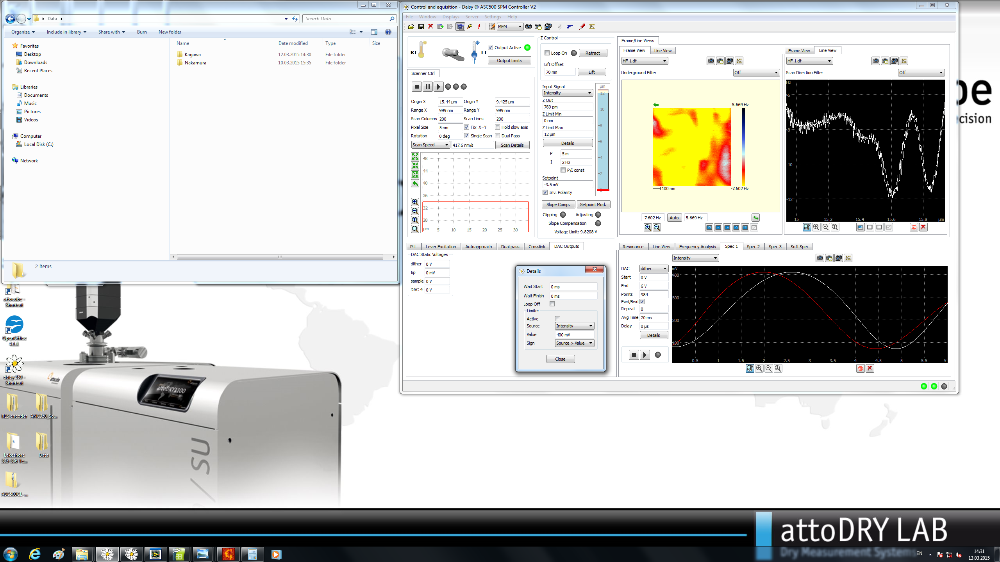 Data
Search Data
Organize
Include in library
Share with
Burn
New folder
Name
Date modified
Type
Size
Favorites
Desktop
Downloads
Recent Places
Libraries
Documents
Music
Pictures
Videos
Computer
Local Disk (C:)
Network
Kagawa 12.03.2015 14:30 File folder
Nakamura 10.03.2015 15:35 File folder
2 items
Control and aquisition - Daisy @ ASC500 SPM Controller V2
File Window Displays Server Settings Help
MFM
RT
LT
Output Active
Output Limits
Scanner Ctrl
Origin X 15.44 µm Origin Y 9.425 µm
Range X 999 nm Range Y 999 nm
Scan Columns 200 Scan Lines 200
Pixel Size 5 nm Fix X=Y Hold slow axis
Rotation 0 deg Single Scan Dual Pass
Scan Speed 417.6 nm/s Scan Details
48
44
40
36
32
28
µm 5 10 15 20 25 30
Z Control
Loop On Retract
Lift Offset
70 nm Lift
Input Signal
Intensity
Z Out
769 pm
Z Limit Min
0 nm
Z Limit Max
12 µm
Details
P 5 m
I 2 Hz
P/I const
Setpoint
-3.5 mV
Inv. Polarity
µm
12
10
8
6
4
2
Slope Comp. Setpoint Mod.
Clipping Adjusting
Slope Compensation
Voltage Limit: 9.8208 V
Frame/Line Views
Frame View Line View
HF 1 df
Underground Filter Off
5.669 Hz
-7.602 Hz
100 nm
-7.602 Hz Auto 5.669 Hz
Frame View Line View
HF 1 df
Scan Direction Filter Off
Hz
-6
-8
-10
-12
15 15.2 15.4 15.6 15.8 µm
PLL Lever Excitation Autoapproach Dual pass Crosslink DAC Outputs
DAC Static Voltages
dither 0 V
tip 0 mV
sample 0 V
DAC 4 0 V
Details
Wait Start 0 ms
Wait Finish 0 ms
Loop Off
Limiter
Active
Source Intensity
Value 400 mV
Sign Source > Value
Close
Resonance Line View Frequency Analysis Spec 1 Spec 2 Spec 3 Soft Spec
Intensity
DAC dither
Start 0 V
End 6 V
Points 984
Fwd/Bwd
Repeat 0
Avg Time 20 ms
Delay 0 µs
Details
mV
400
300
200
100
0.5 1 1.5 2 2.5 3 3.5 4 4.5 5 5.5 V
be
cision
attocube - Shortcut
OpenOffice 4.1.1
daisy 350 - Shortcut
RES encoder
ANC350_So...
Lakeshore 335-336 Te...
Data
ASC500CL-...
attocube
attoDRY1100
/SU
attoDRY LAB
Dry Measurement Systems
EN
14:31
13.03.2015